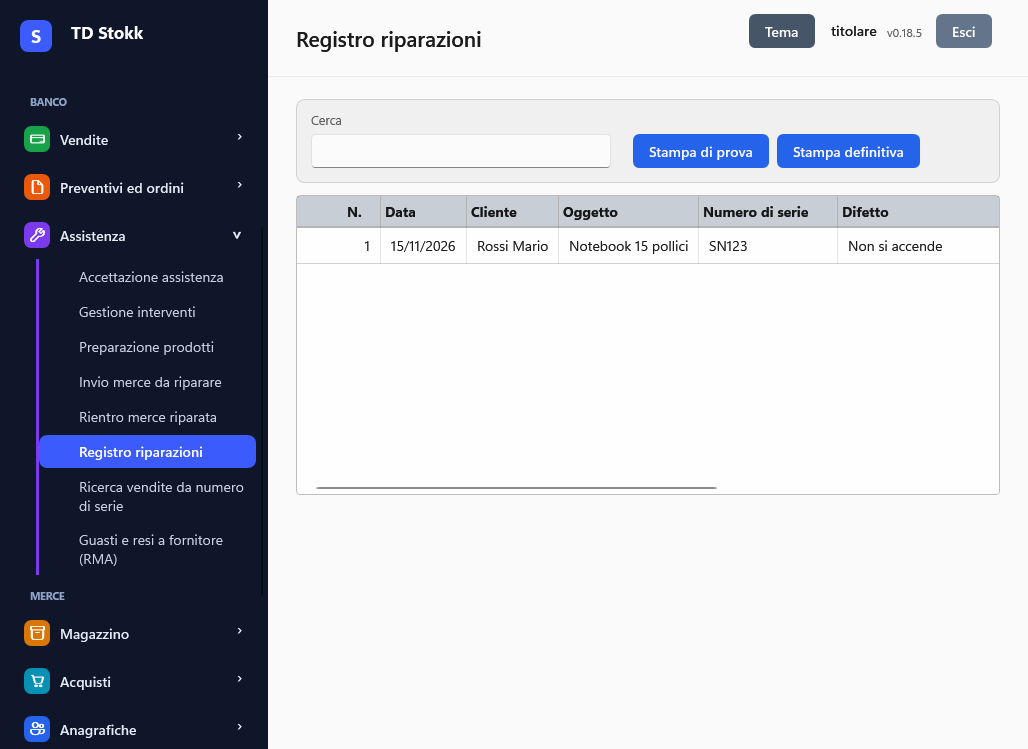 S
TD Stokk
Registro riparazioni
Tema
titolare
v0.18.5
Esci
BANCO
Vendite
Preventivi ed ordini
Assistenza
Accettazione assistenza
Gestione interventi
Preparazione prodotti
Invio merce da riparare
Rientro merce riparata
Registro riparazioni
Ricerca vendite da numero
di serie
Guasti e resi a fornitore
(RMA)
MERCE
Magazzino
Acquisti
Anagrafiche
Cerca
Stampa di prova
Stampa definitiva
N. Data Cliente Oggetto Numero di serie Difetto
1 15/11/2026 Rossi Mario Notebook 15 pollici SN123 Non si accende